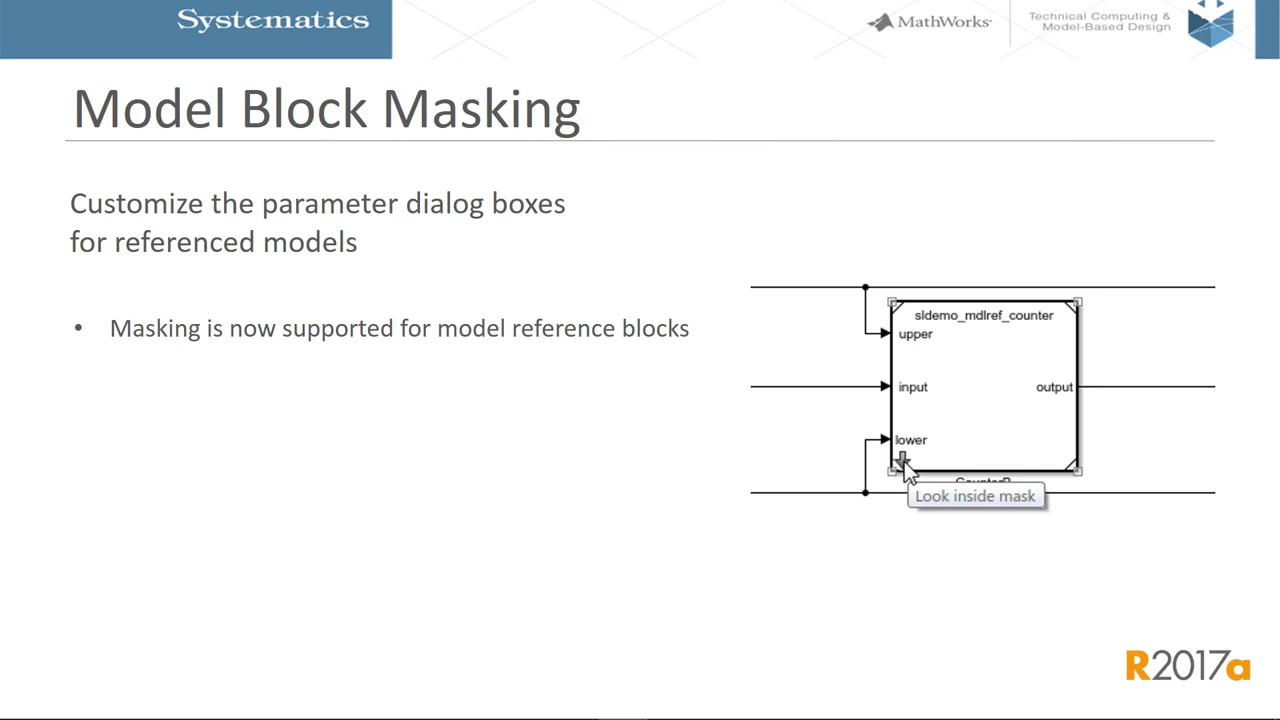 Systematics
MathWorks
Technical Computing &
Model-Based Design
Model Block Masking
Customize the parameter dialog boxes
for referenced models
• Masking is now supported for model reference blocks
sldemo_mdlref_counter
upper
input
output
lower
Look inside mask
R2017a